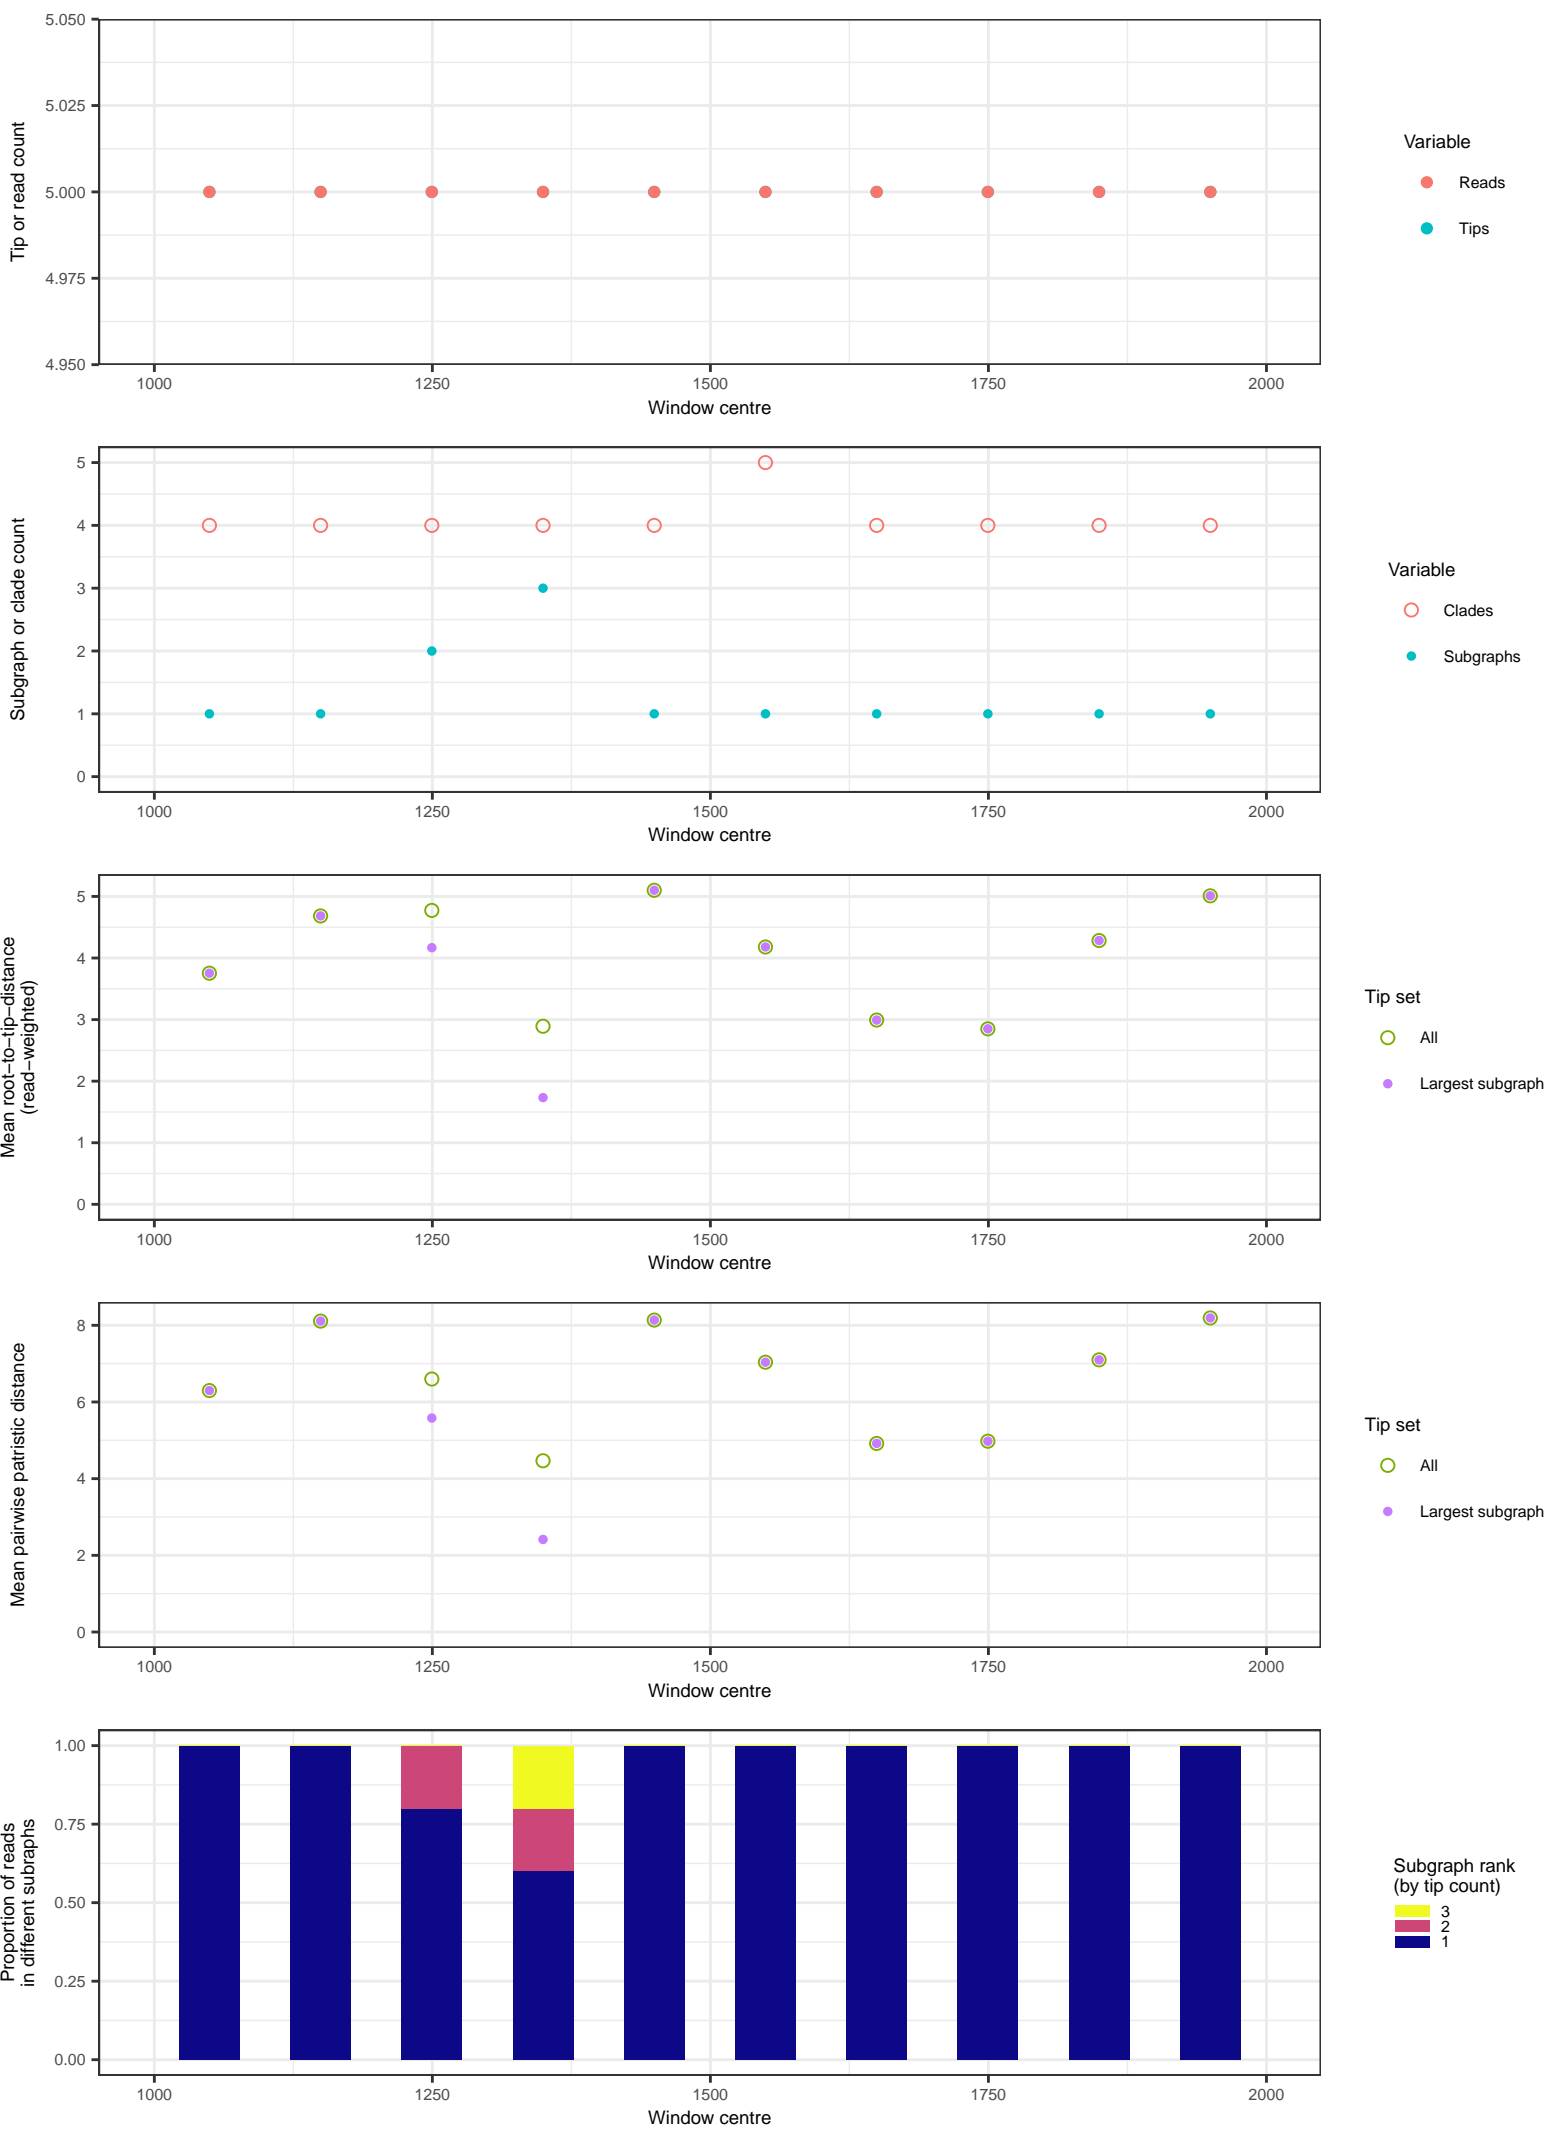 5.050
5.025
5.000
4.975
4.950
Tip or read count
1000 1250 1500 1750 2000
Window centre
Variable
Reads
Tips
5
4
3
2
1
0
Subgraph or clade count
1000 1250 1500 1750 2000
Window centre
Variable
Clades
Subgraphs
5
4
3
2
1
0
Mean root−to−tip−distance
(read−weighted)
1000 1250 1500 1750 2000
Window centre
Tip set
All
Largest subgraph
8
6
4
2
0
Mean pairwise patristic distance
1000 1250 1500 1750 2000
Window centre
Tip set
All
Largest subgraph
1.00
0.75
0.50
0.25
0.00
Proportion of reads
in different subraphs
1000 1250 1500 1750 2000
Window centre
Subgraph rank
(by tip count)
3
2
1